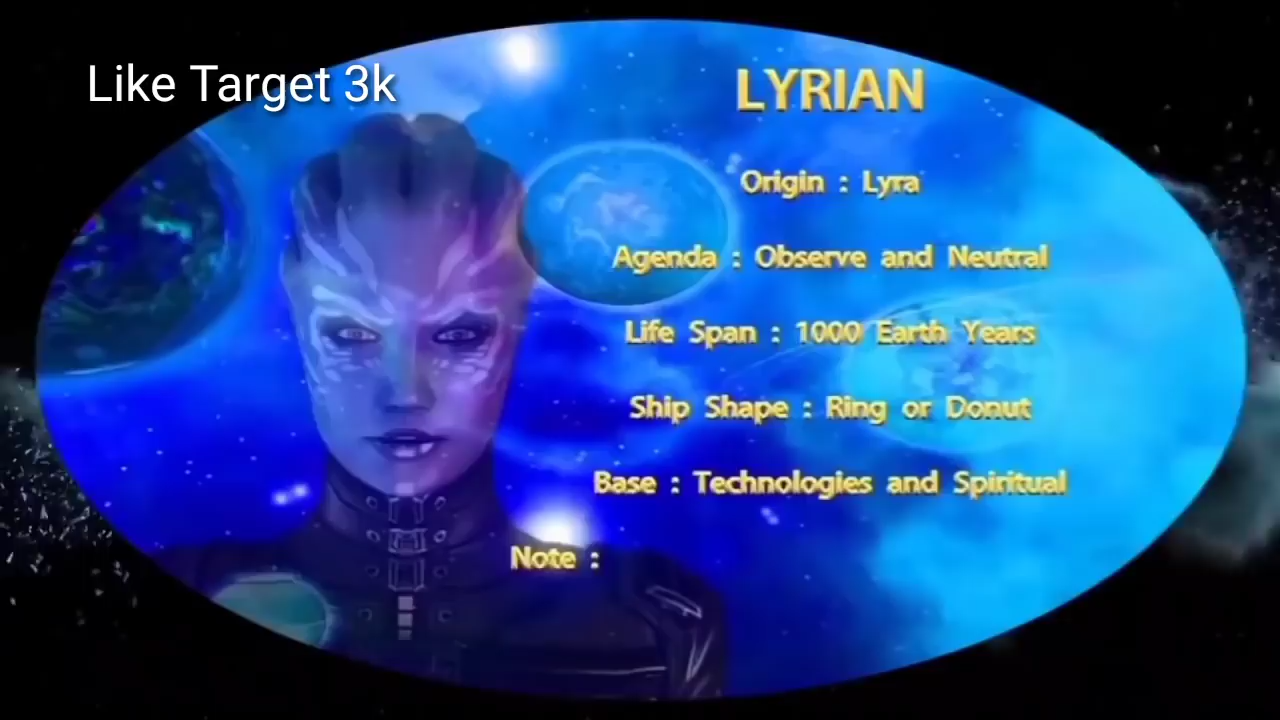 Like Target 3k
LYRIAN
Origin : Lyra
Agenda : Observe and Neutral
Life Span : 1000 Earth Years
Ship Shape : Ring or Donut
Base : Technologies and Spiritual
Note :